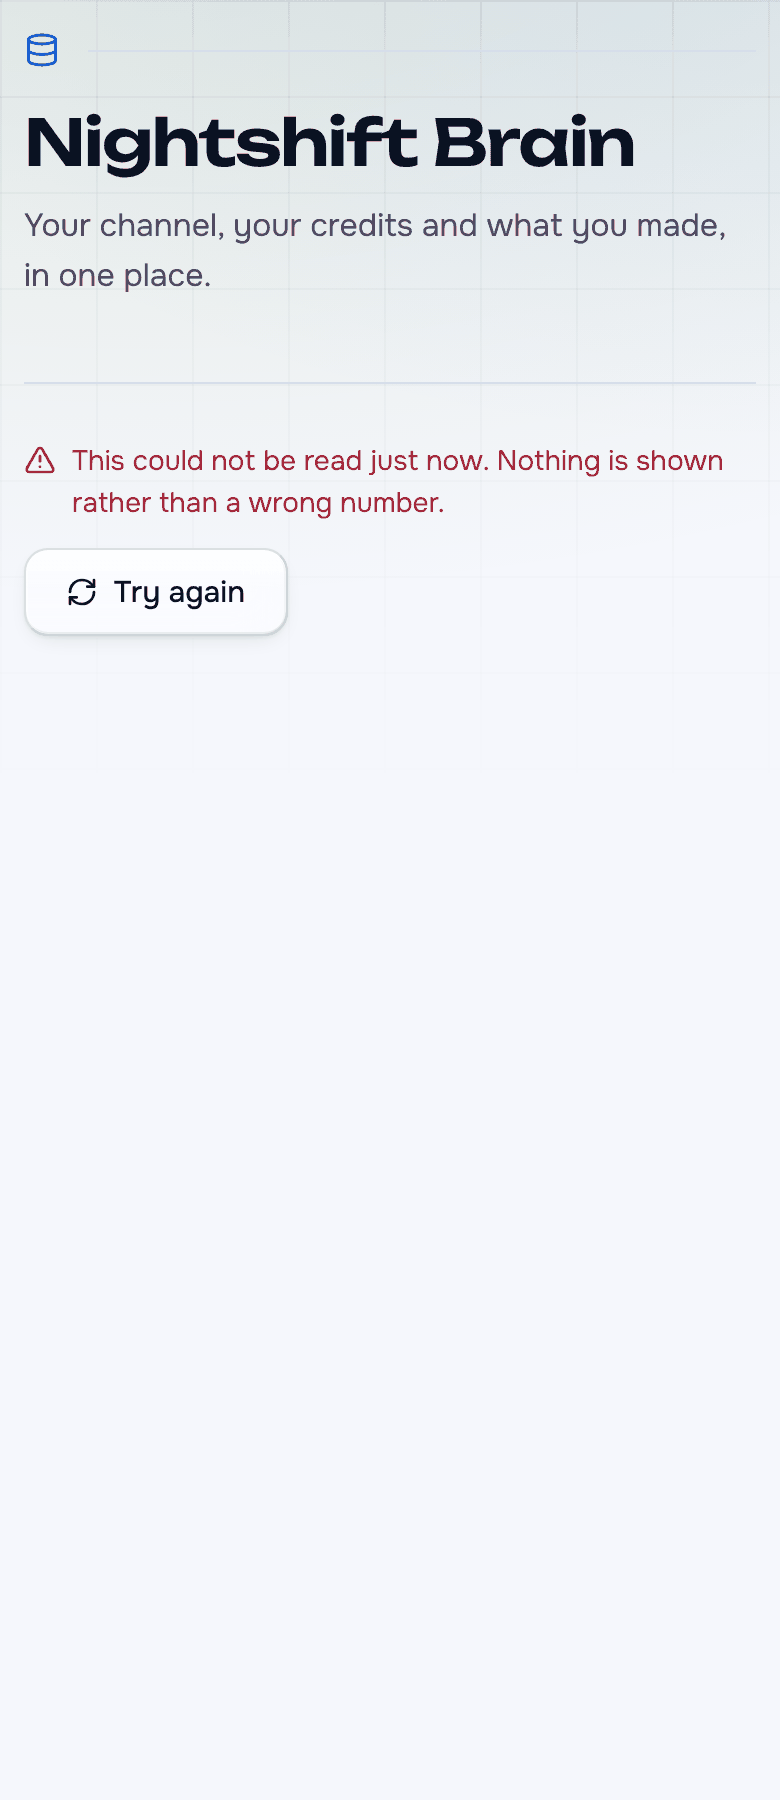 Nightshift Brain
Your channel, your credits and what you made,
in one place.
This could not be read just now. Nothing is shown
rather than a wrong number.
Try again